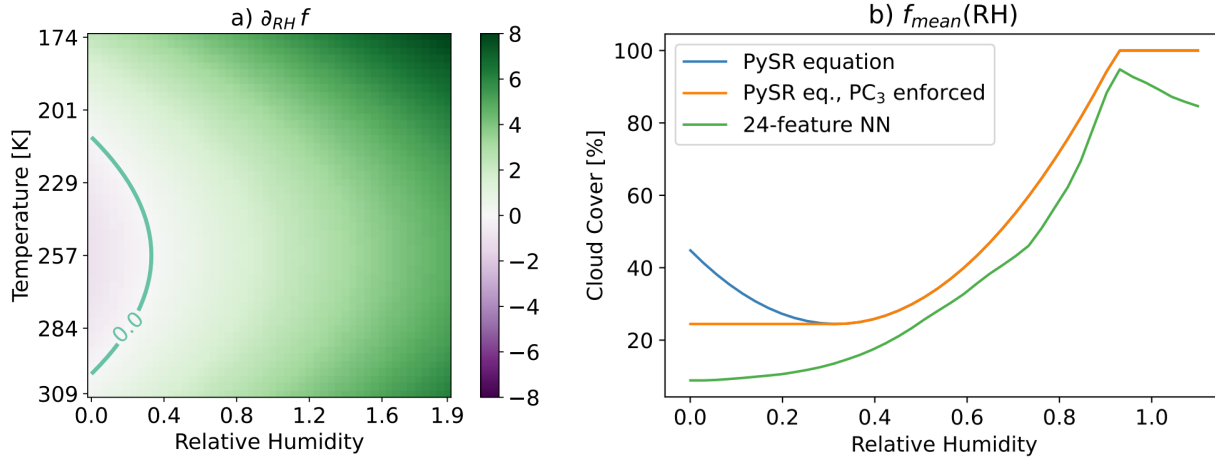 a) ∂_RH f
174
201
229
257
284
309
Temperature [K]
0.0
0.0 0.4 0.8 1.2 1.6 1.9
Relative Humidity
8
6
4
2
0
−2
−4
−6
−8
b) f_mean(RH)
PySR equation
PySR eq., PC₃ enforced
24-feature NN
100
80
60
40
20
Cloud Cover [%]
0.0 0.2 0.4 0.6 0.8 1.0
Relative Humidity